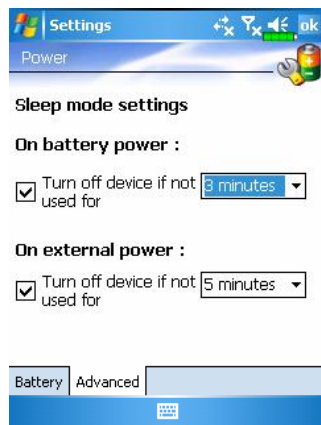 Settings
ok
Power
Sleep mode settings
On battery power :
Turn off device if not 3 minutes
used for
On external power :
Turn off device if not 5 minutes
used for
Battery Advanced